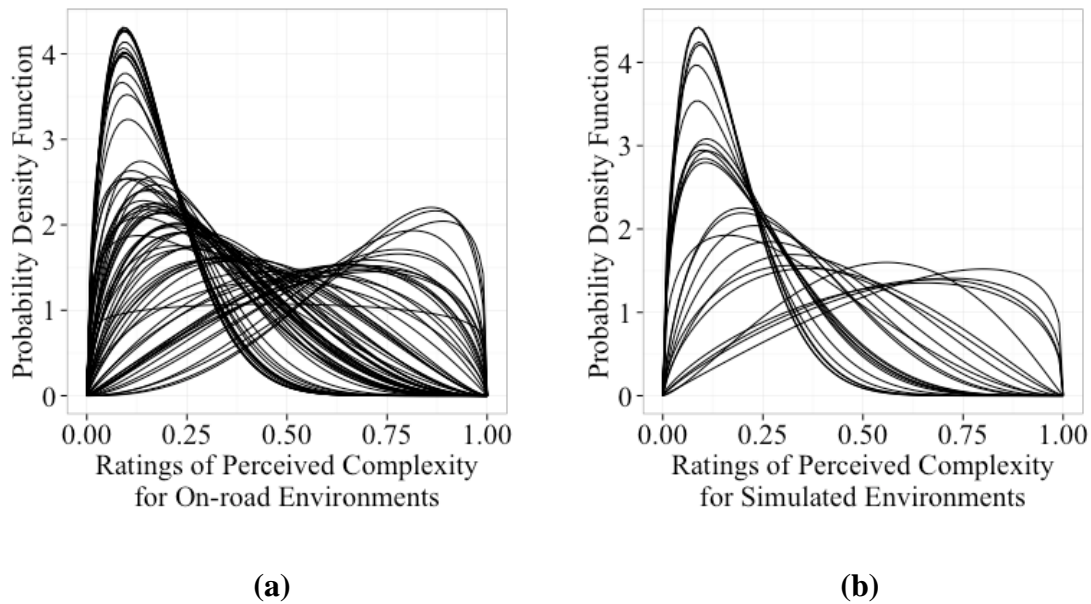 Probability Density Function
4
3
2
1
0
0.00 0.25 0.50 0.75 1.00
Ratings of Perceived Complexity
for On-road Environments
(a)
Probability Density Function
4
3
2
1
0
0.00 0.25 0.50 0.75 1.00
Ratings of Perceived Complexity
for Simulated Environments
(b)